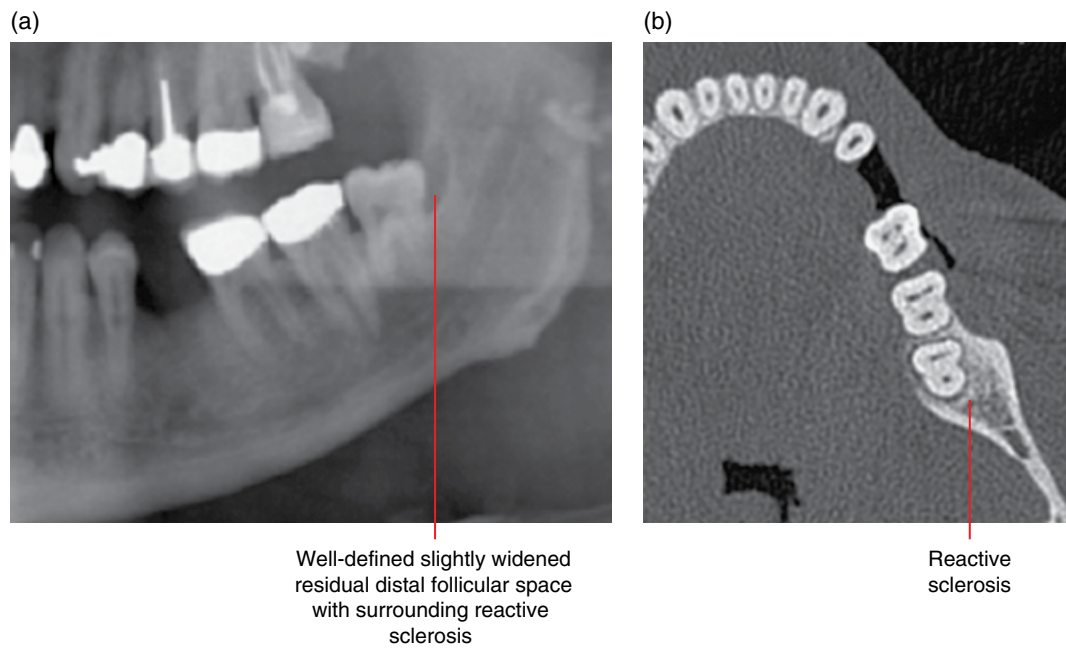 (a)
(b)
Well-defined slightly widened
residual distal follicular space
with surrounding reactive
sclerosis
Reactive
sclerosis